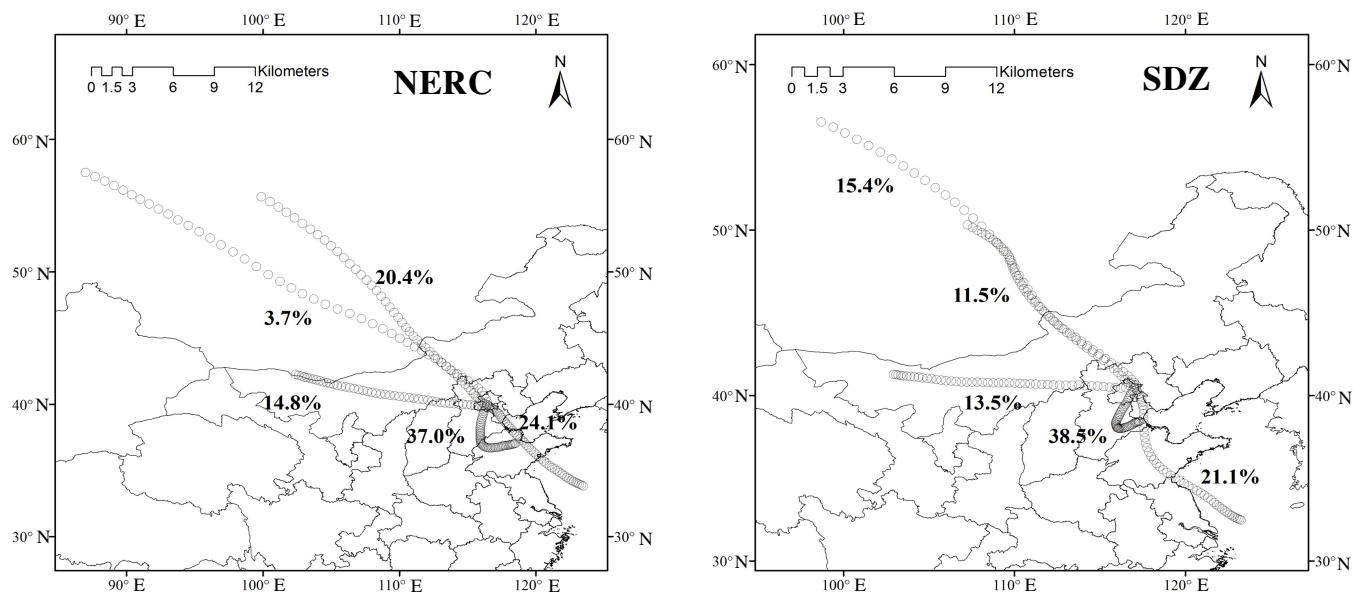 90° E 100° E 110° E 120° E
0 1.5 3 6 9 12 Kilometers
NERC
N
60° N 60° N
50° N 50° N
40° N 40° N
30° N 30° N
20.4%
3.7%
14.8%
37.0%
24.1%
90° E 100° E 110° E 120° E
100° E 110° E 120° E
0 1.5 3 6 9 12 Kilometers
SDZ
N
60° N 60° N
50° N 50° N
40° N 40° N
30° N 30° N
15.4%
11.5%
13.5%
38.5%
21.1%
100° E 110° E 120° E